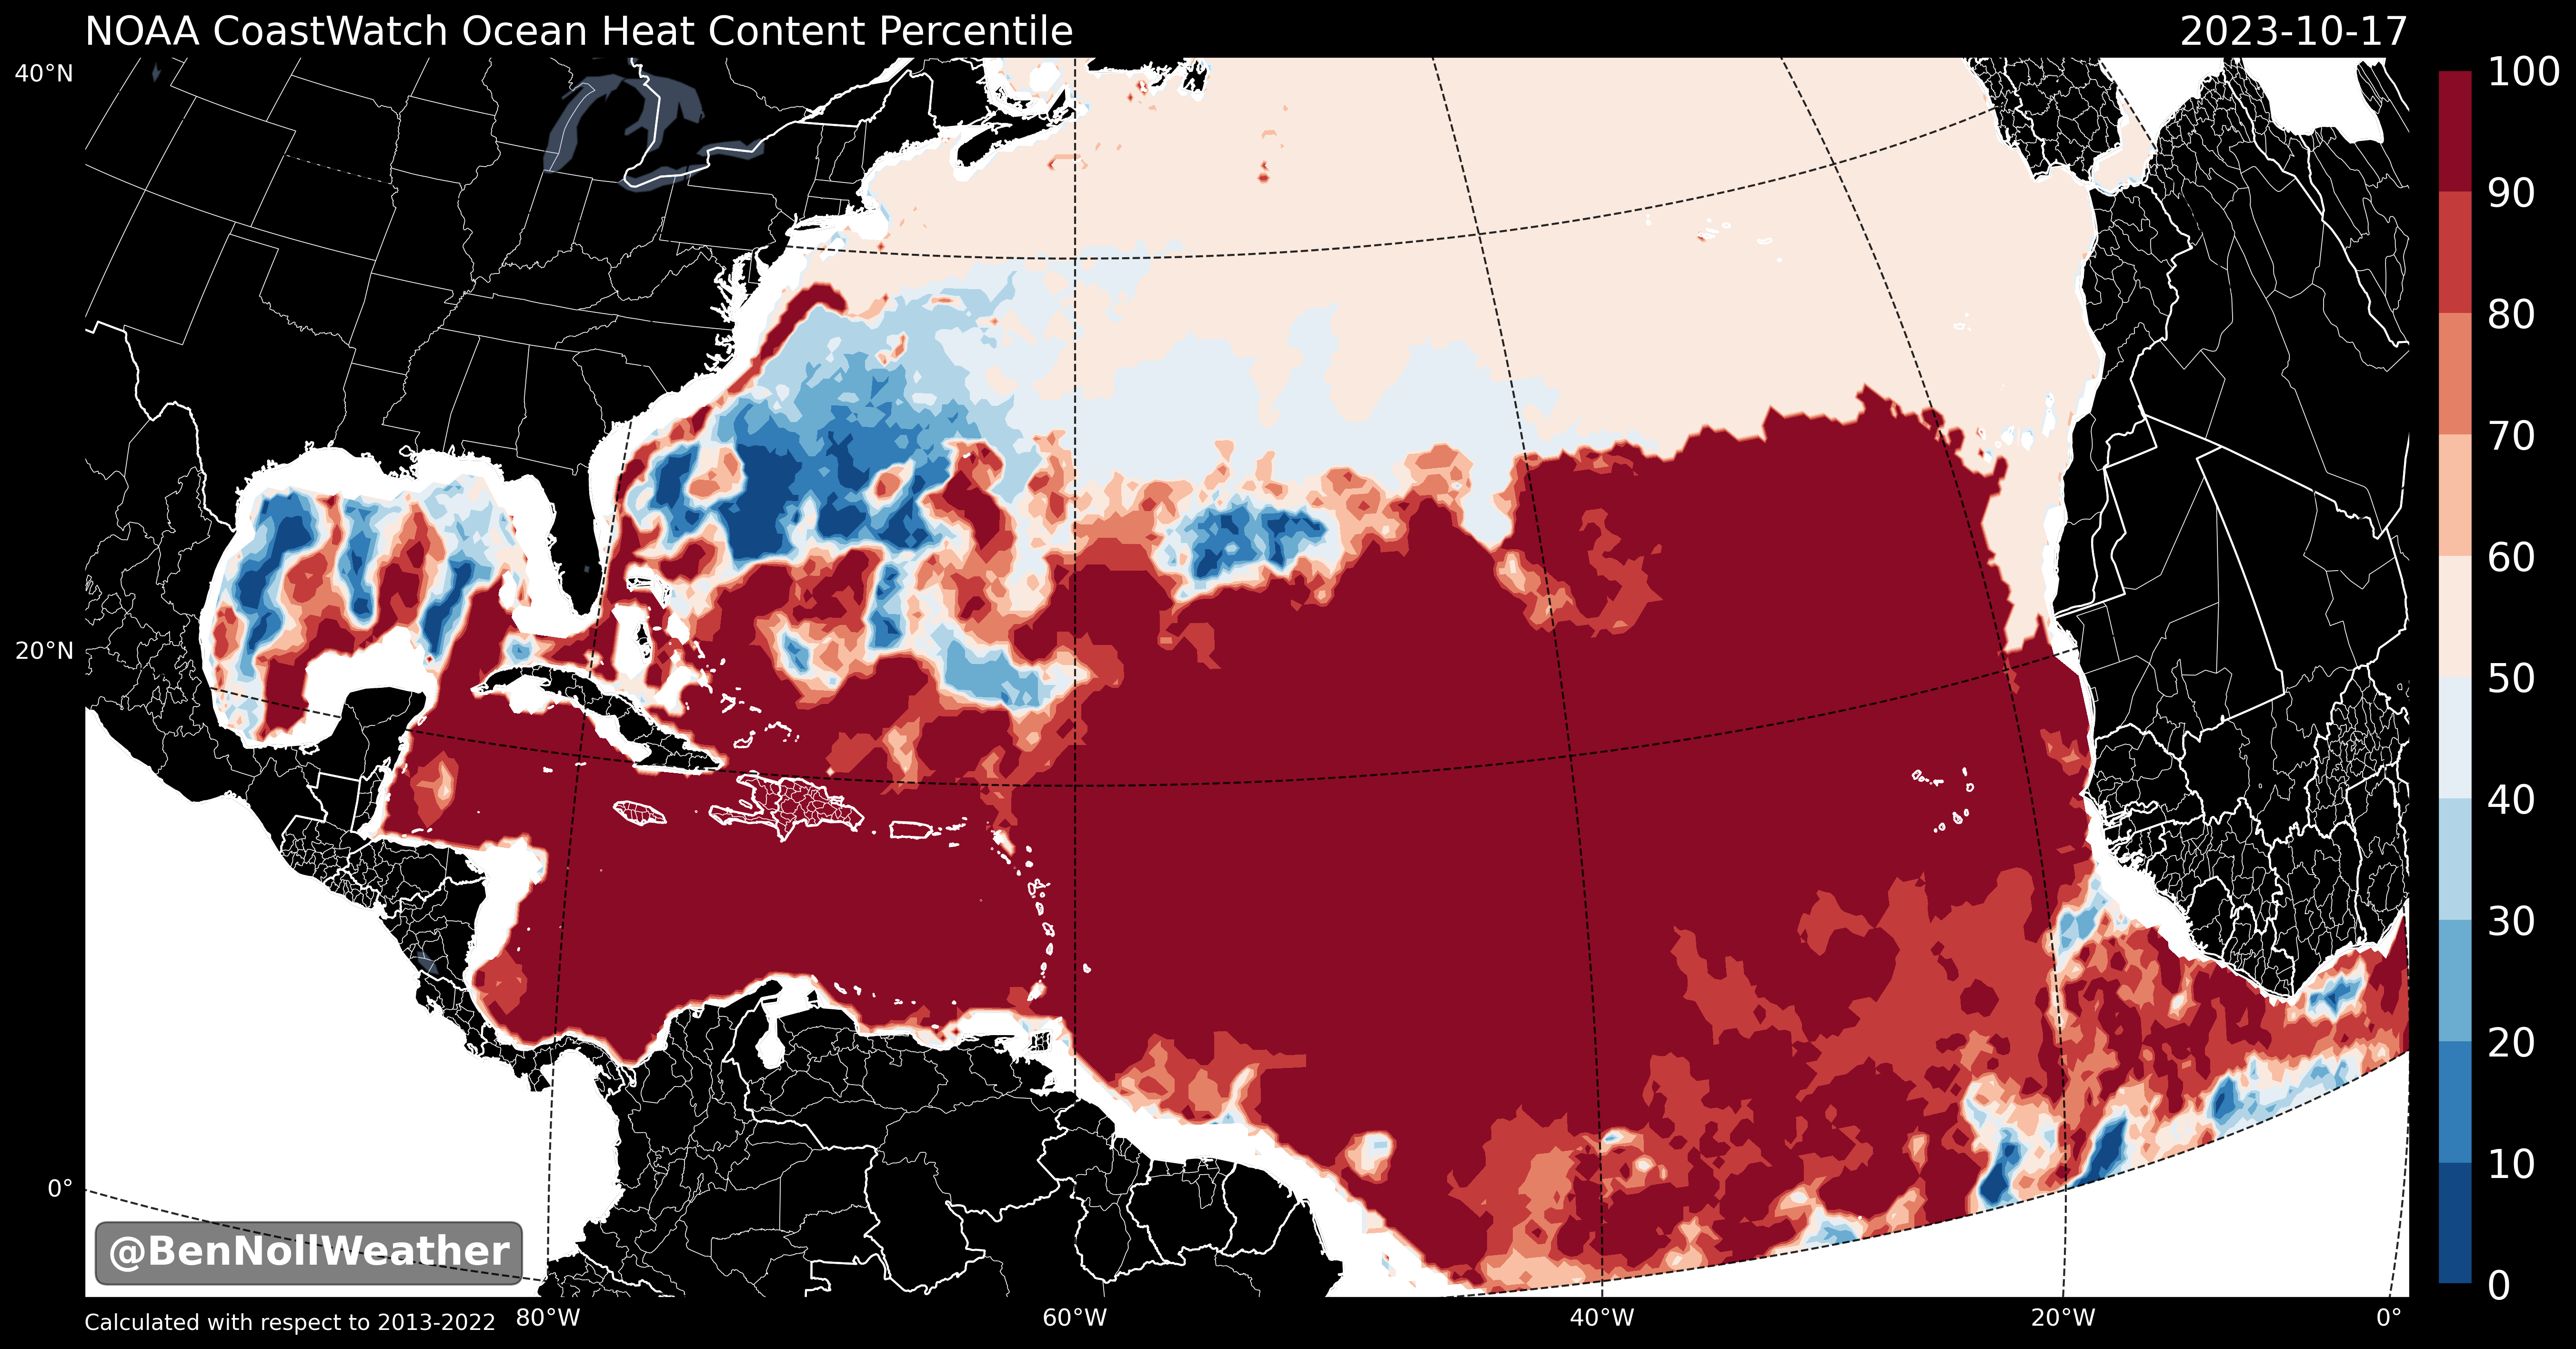 NOAA CoastWatch Ocean Heat Content Percentile
2023-10-17
40°N
20°N
0°
100
90
80
70
60
50
40
30
20
10
0
@BenNollWeather
Calculated with respect to 2013-2022
80°W
60°W
40°W
20°W
0°